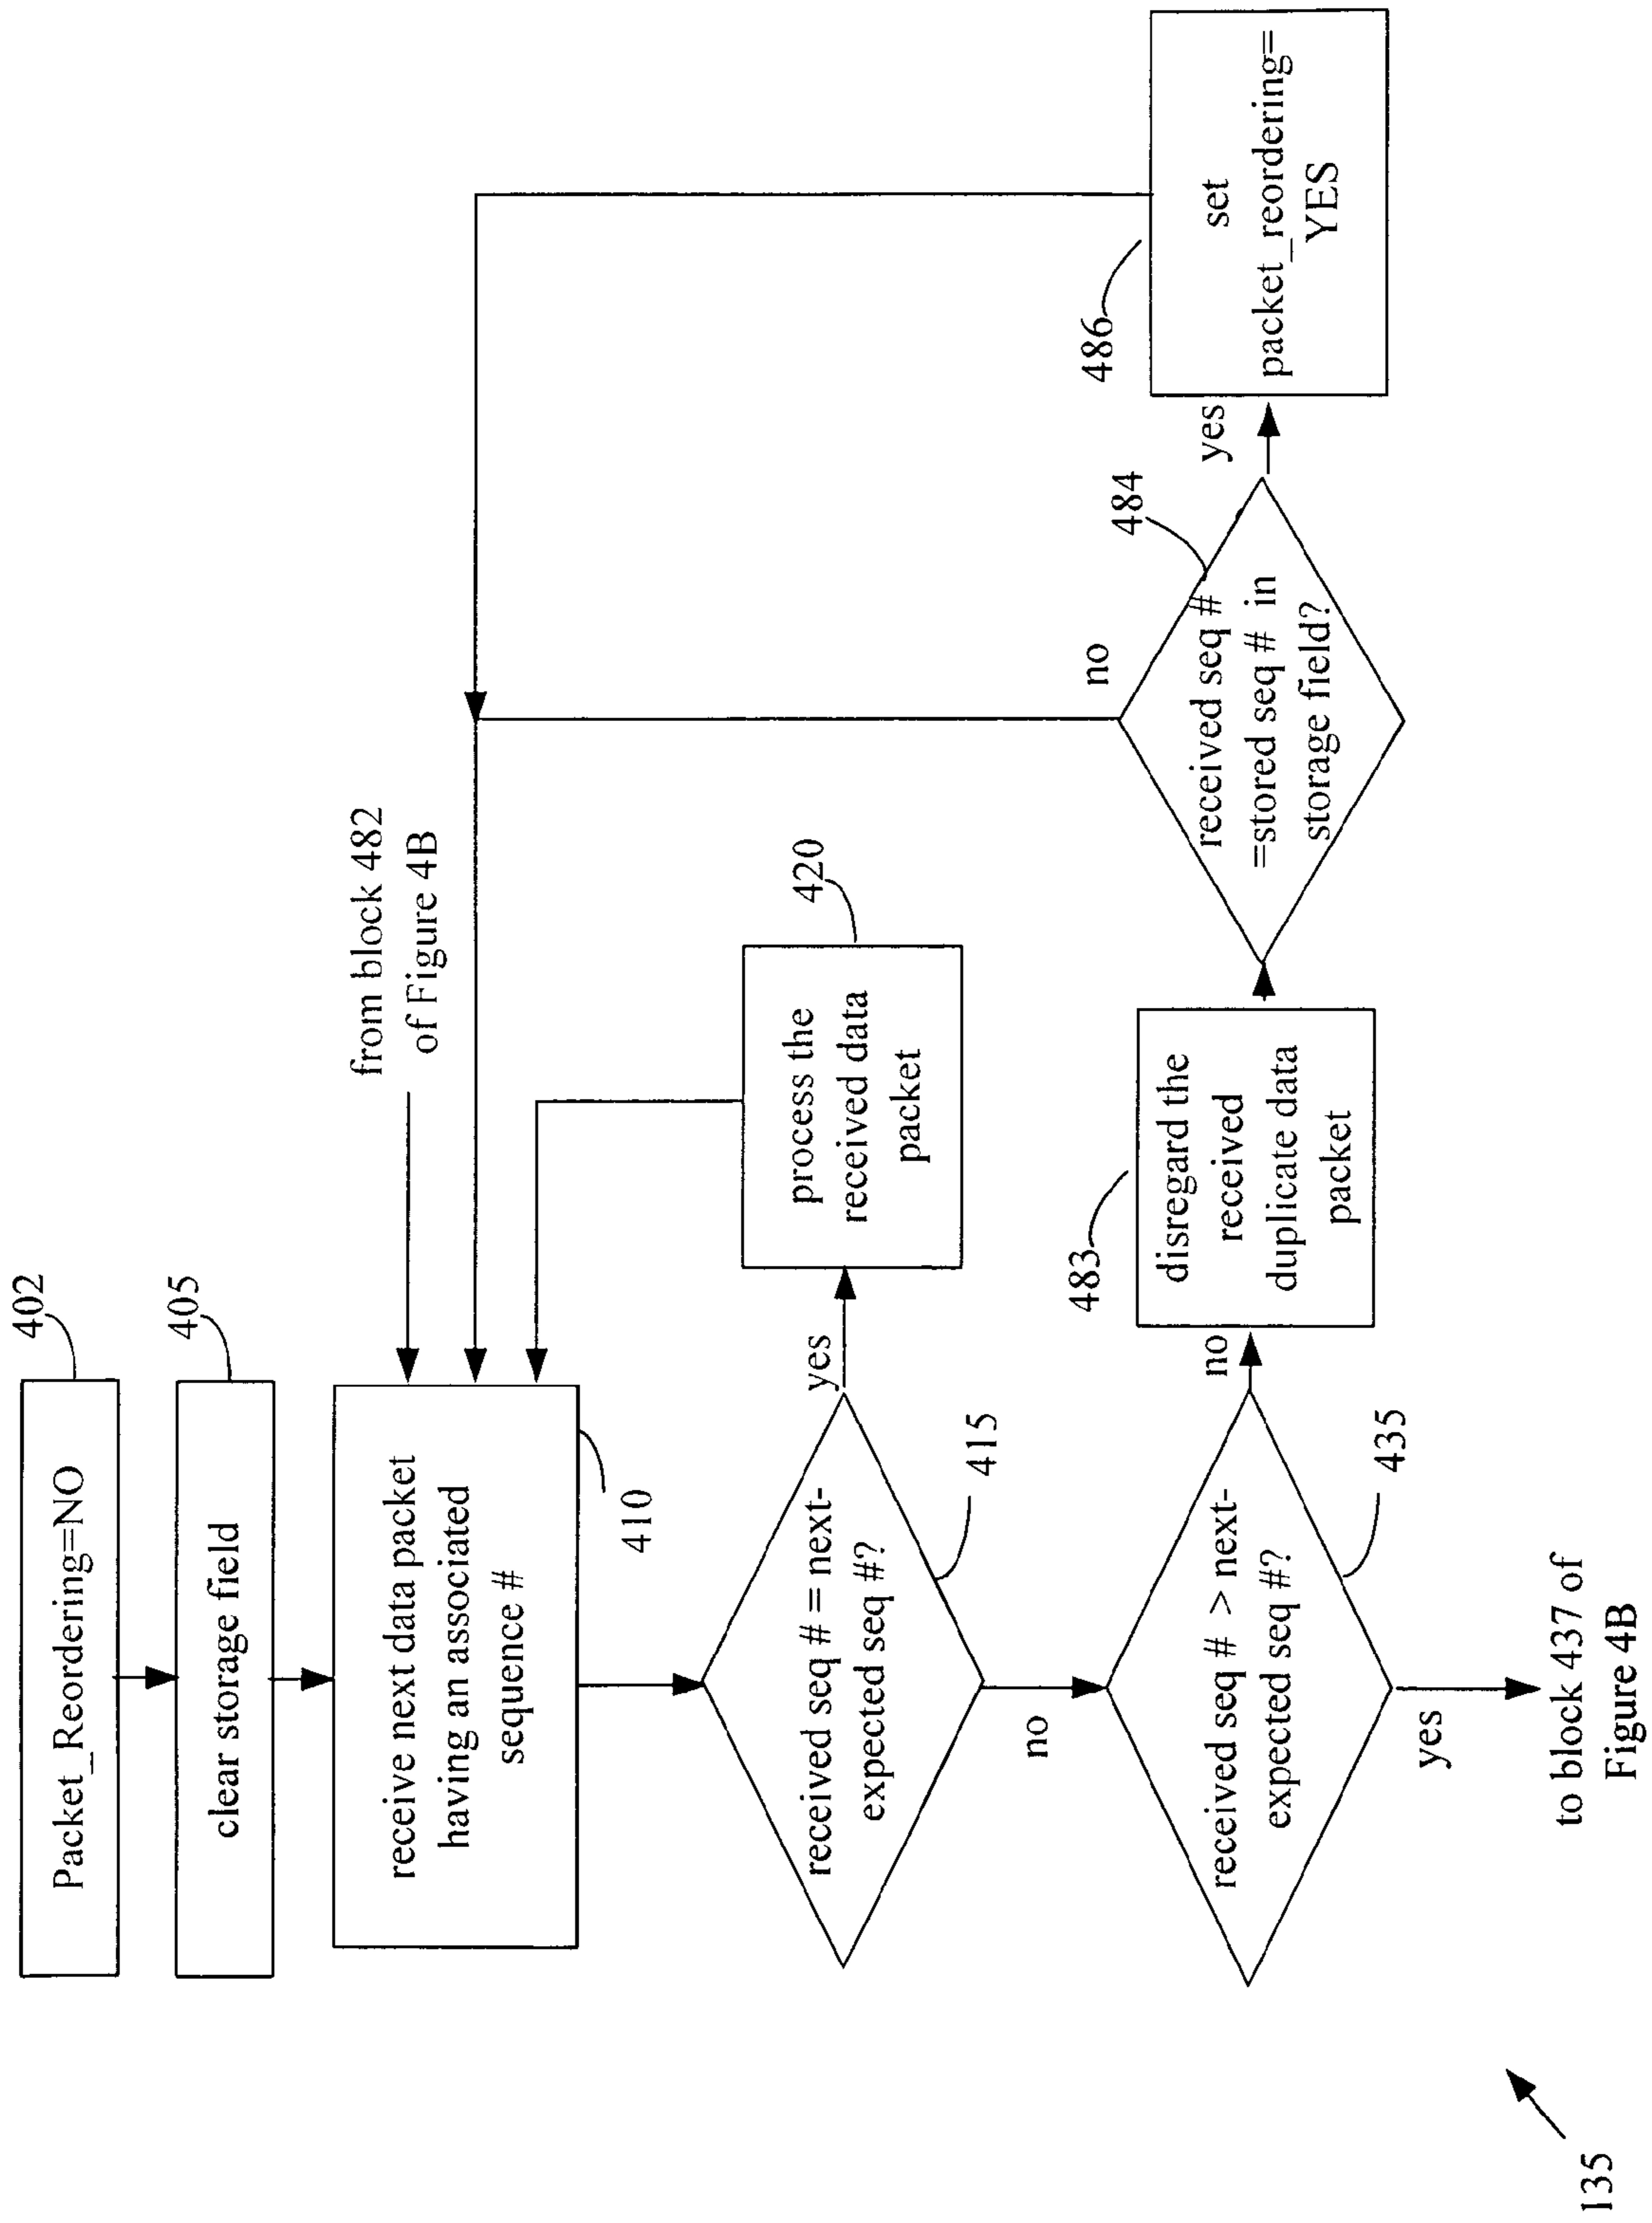 402
Packet_Reordering=NO
405
clear storage field
from block 482
of Figure 4B
receive next data packet
having an associated
sequence #
410
received seq # = next-
expected seq #?
415
yes
process the
received data
packet
420
no
received seq # > next-
expected seq #?
435
no
483
disregard the
received
duplicate data
packet
received seq #
=stored seq # in
storage field?
484
no
yes
486
set
packet_reordering=
YES
yes
to block 437 of
Figure 4B
135